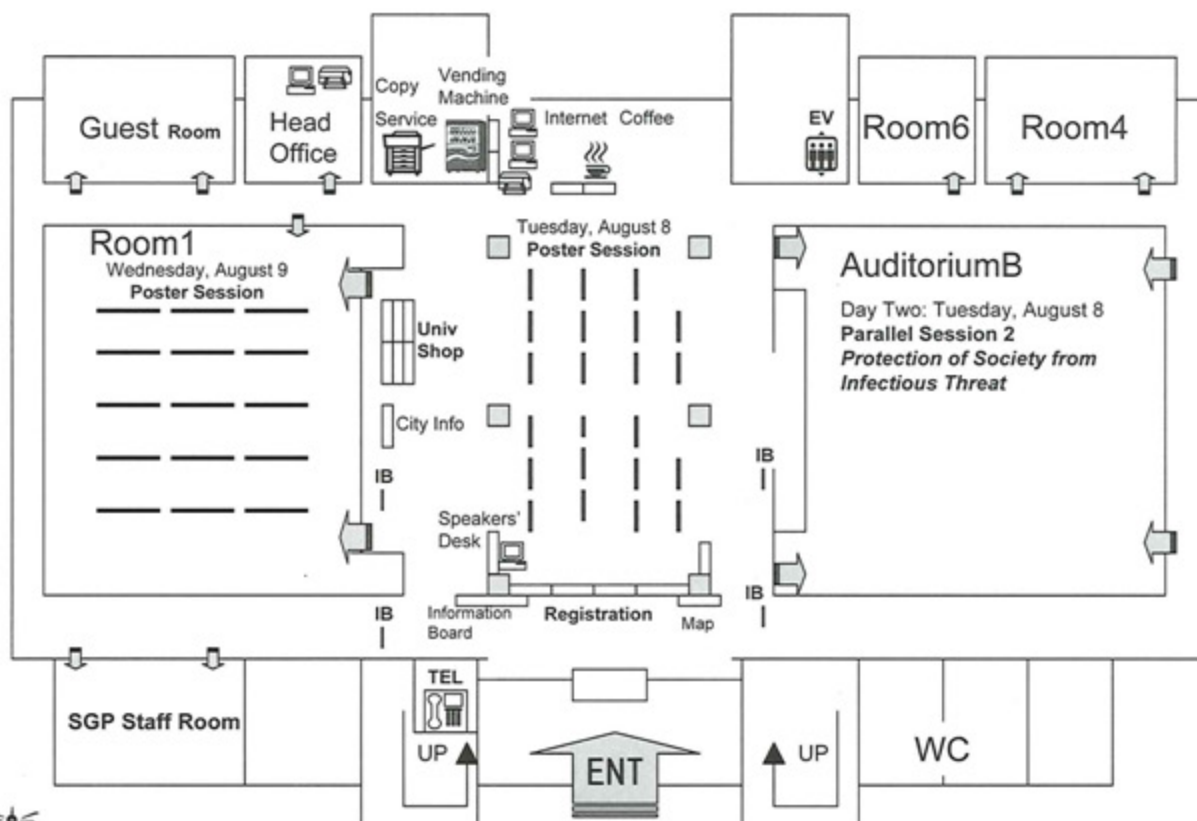 Guest Room
Head
Office
Copy
Service
Vending
Machine
Internet Coffee
EV
Room6
Room4
Room1
Wednesday, August 9
Poster Session
Tuesday, August 8
Poster Session
AuditoriumB
Day Two: Tuesday, August 8
Parallel Session 2
Protection of Society from
Infectious Threat
Univ
Shop
City Info
IB
IB
Speakers'
Desk
IB
IB
Information
Board
Registration
Map
TEL
SGP Staff Room
UP
ENT
UP
WC